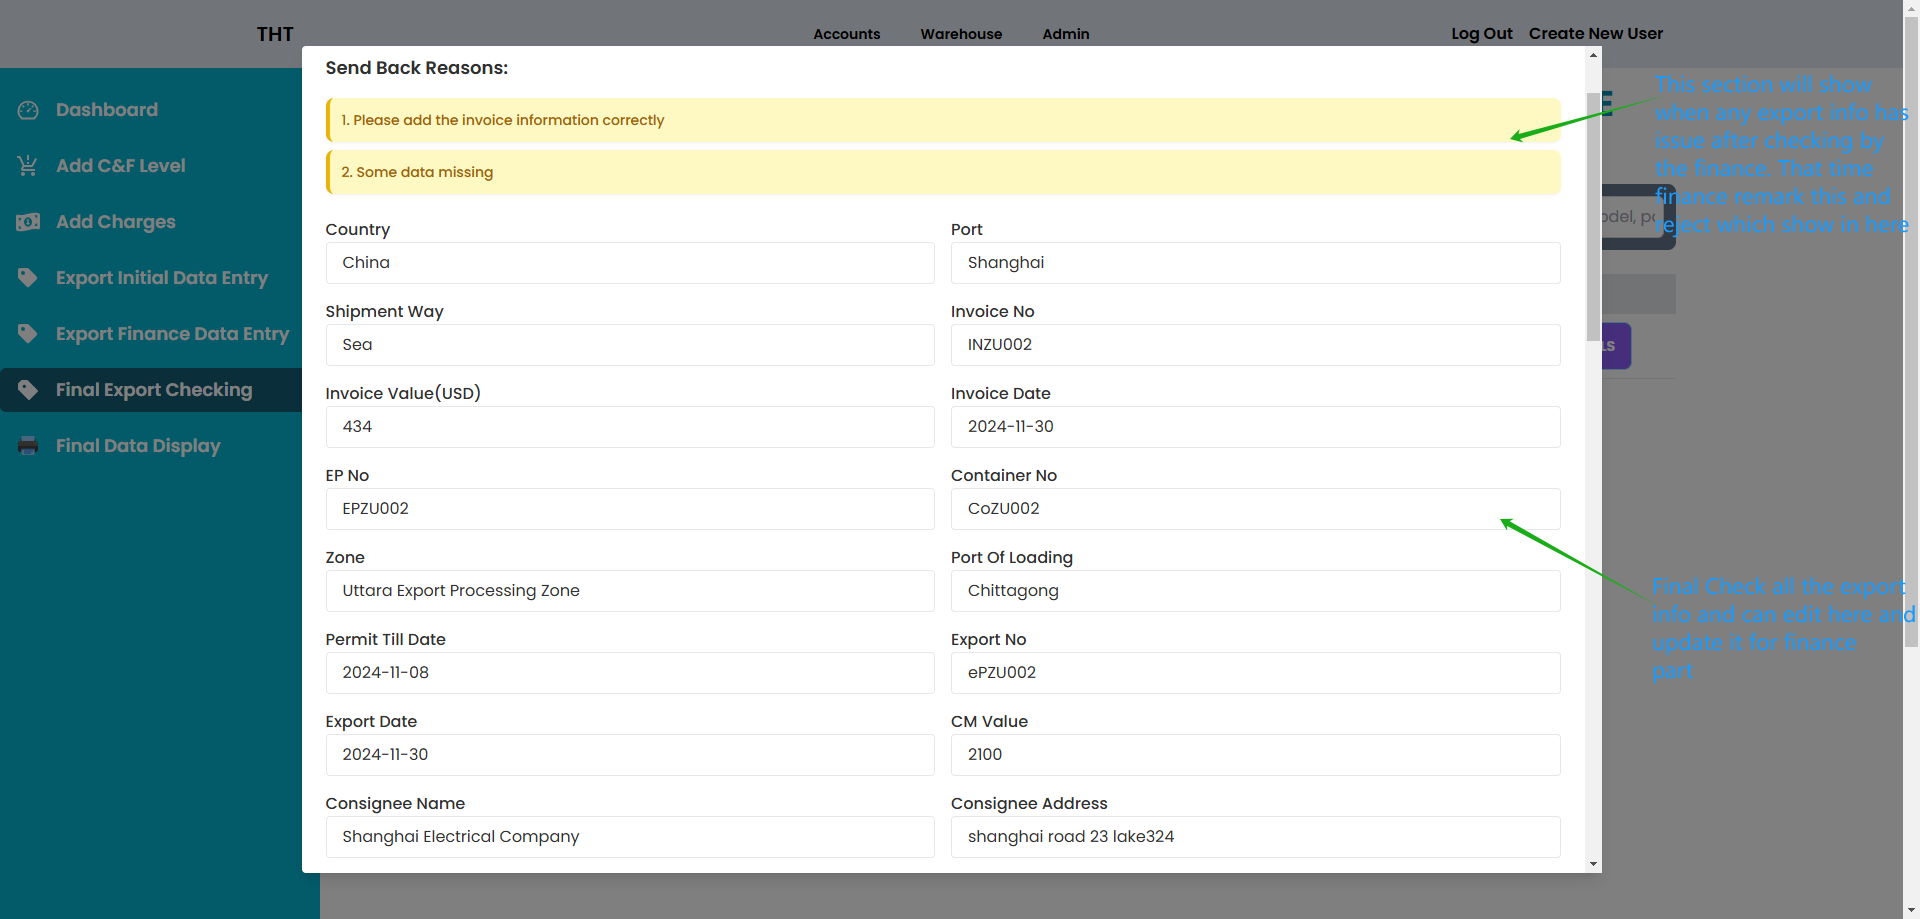 THT
Accounts
Warehouse
Admin
Log Out
Create New User
Dashboard
Add C&F Level
Add Charges
Export Initial Data Entry
Export Finance Data Entry
Final Export Checking
Final Data Display
Send Back Reasons:
1. Please add the invoice information correctly
2. Some data missing
Country
China
Port
Shanghai
Shipment Way
Sea
Invoice No
INZU002
Invoice Value(USD)
434
Invoice Date
2024-11-30
EP No
EPZU002
Container No
CoZU002
Zone
Uttara Export Processing Zone
Port Of Loading
Chittagong
Permit Till Date
2024-11-08
Export No
ePZU002
Export Date
2024-11-30
CM Value
2100
Consignee Name
Shanghai Electrical Company
Consignee Address
shanghai road 23 lake324
This section will show
when any export info has
issue after checking by
the finance. That time
finance remark this and
reject which show in here
Final Check all the export
info and can edit here and
update it for finance
part